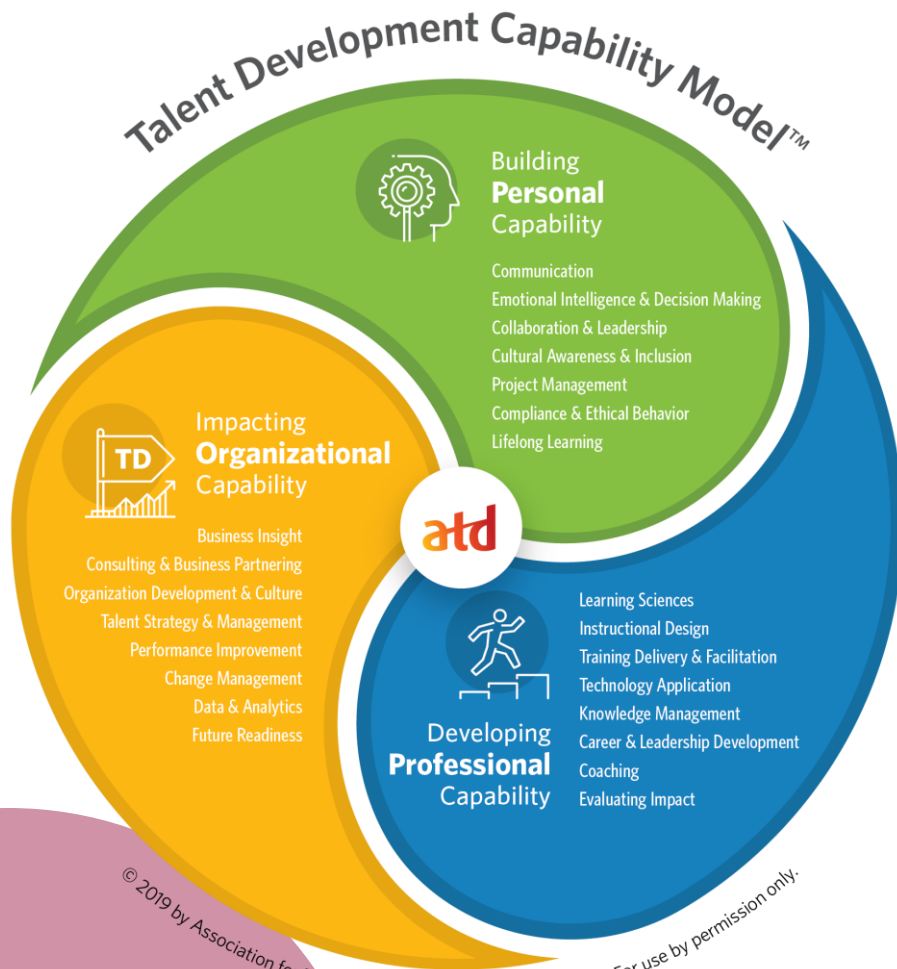 Talent Development Capability Model™
Building
Personal
Capability
Communication
Emotional Intelligence & Decision Making
Collaboration & Leadership
Cultural Awareness & Inclusion
Project Management
Compliance & Ethical Behavior
Lifelong Learning
TD
Impacting
Organizational
Capability
Business Insight
Consulting & Business Partnering
Organization Development & Culture
Talent Strategy & Management
Performance Improvement
Change Management
Data & Analytics
Future Readiness
atd
Developing
Professional
Capability
Learning Sciences
Instructional Design
Training Delivery & Facilitation
Technology Application
Knowledge Management
Career & Leadership Development
Coaching
Evaluating Impact
© 2019 by Association
For use by permission only.